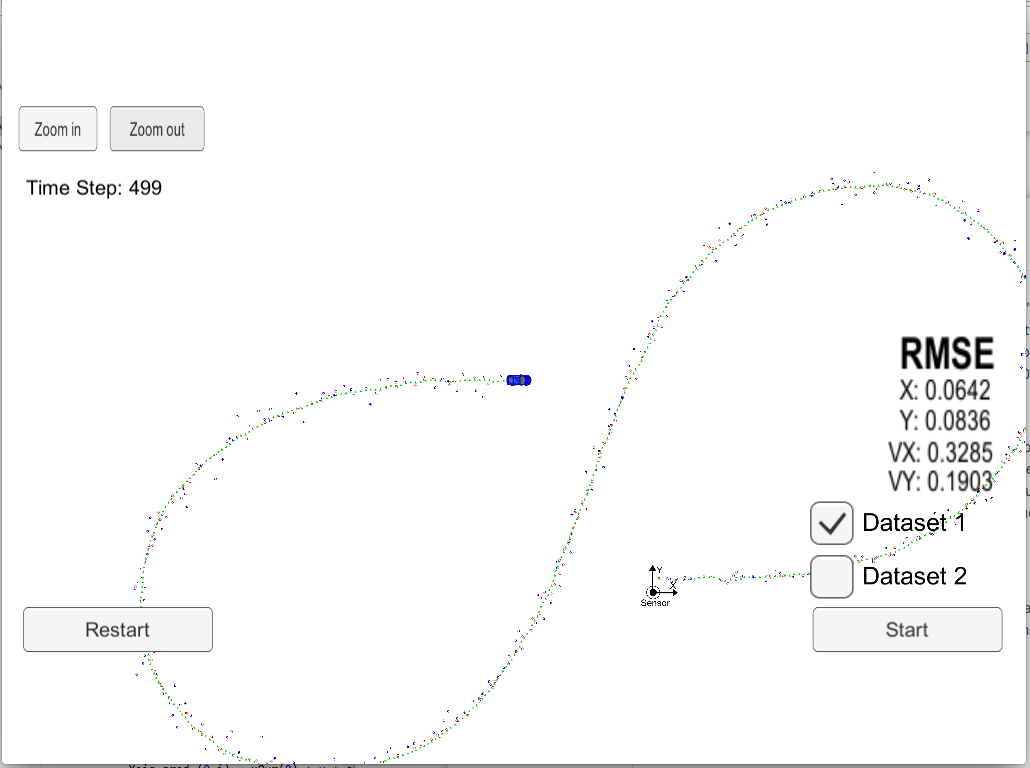 Zoom in
Zoom out
Time Step: 499
RMSE
X: 0.0642
Y: 0.0836
VX: 0.3285
VY: 0.1903
Dataset 1
Dataset 2
Y
X
Sensor
Restart
Start